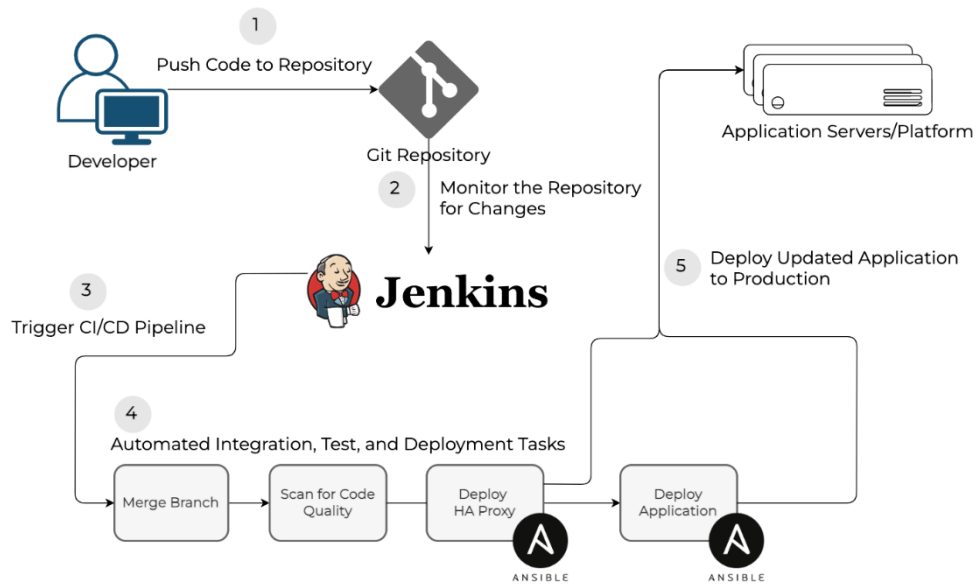 1
Push Code to Repository
Developer
Git Repository
2
Monitor the Repository
for Changes
Application Servers/Platform
5
Deploy Updated Application
to Production
Jenkins
3
Trigger CI/CD Pipeline
4
Automated Integration, Test, and Deployment Tasks
Merge Branch
Scan for Code
Quality
Deploy
HA Proxy
A
ANSIBLE
Deploy
Application
A
ANSIBLE